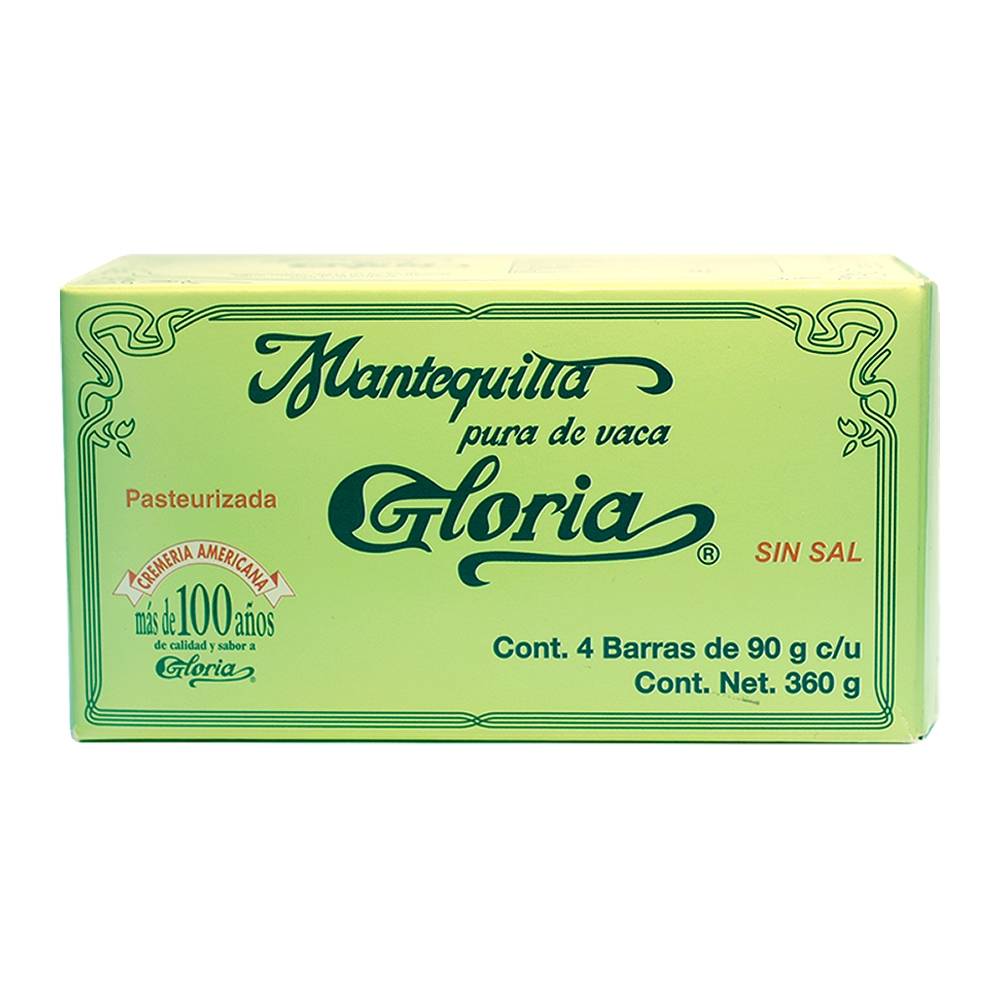 Mantequilla
pura de vaca
Gloria®
Pasteurizada
SIN SAL
CREMERIA AMERICANA
más de 100 años
de calidad y sabor a
Gloria®
Cont. 4 Barras de 90 g c/u
Cont. Net. 360 g